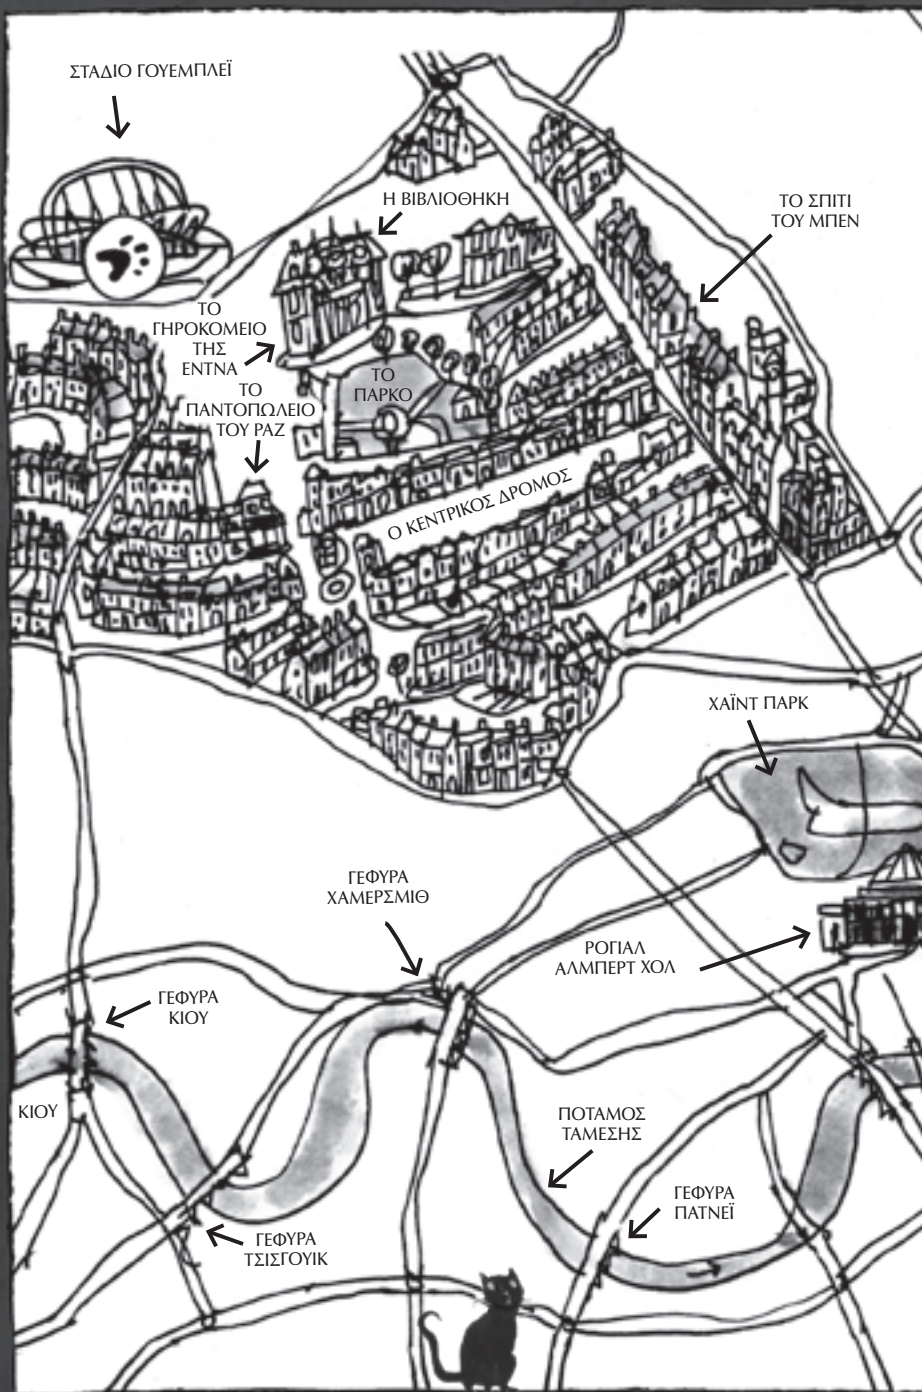 ΣΤΑΔΙΟ ΓΟΥΕΜΠΛΕΪ
Η ΒΙΒΛΙΟΘΗΚΗ
ΤΟ ΣΠΙΤΙ
ΤΟΥ ΜΠΕΝ
ΤΟ
ΓΗΡΟΚΟΜΕΙΟ
ΤΗΣ
ΕΝΤΝΑ
ΤΟ
ΠΑΡΚΟ
ΤΟ
ΠΑΝΤΟΠΩΛΕΙΟ
ΤΟΥ ΡΑΖ
Ο ΚΕΝΤΡΙΚΟΣ ΔΡΟΜΟΣ
ΧΑΪΝΤ ΠΑΡΚ
ΓΕΦΥΡΑ
ΧΑΜΕΡΣΜΙΘ
ΡΟΓΙΑΛ
ΑΛΜΠΕΡΤ ΧΟΛ
ΓΕΦΥΡΑ
ΚΙΟΥ
ΚΙΟΥ
ΠΟΤΑΜΟΣ
ΤΑΜΕΣΗΣ
ΓΕΦΥΡΑ
ΠΑΤΝΕΪ
ΓΕΦΥΡΑ
ΤΣΙΣΓΟΥΙΚ